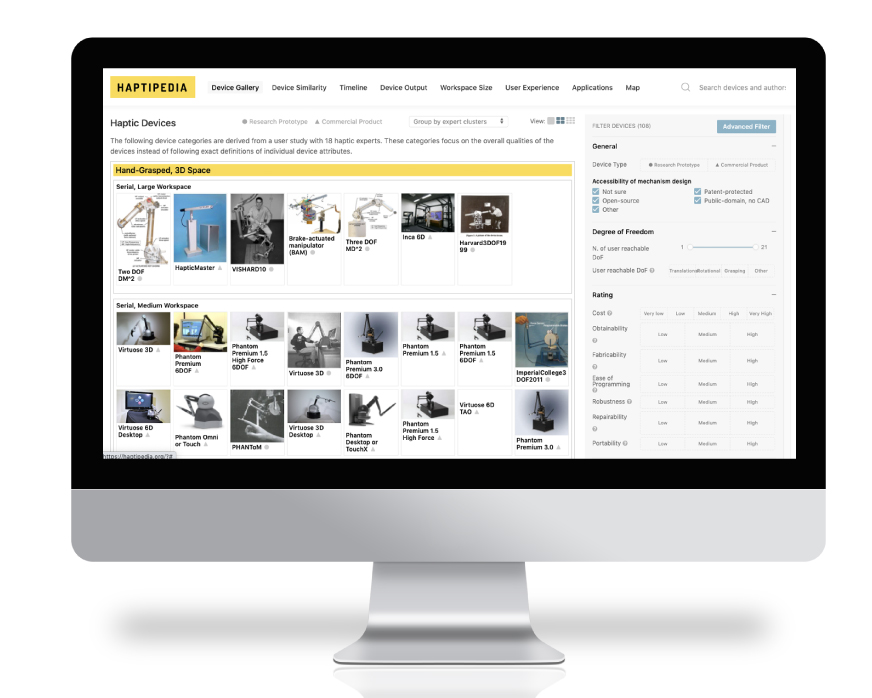 HAPTIPEDIA
Device Gallery Device Similarity Timeline Device Output Workspace Size User Experience Applications Map
Search devices and authors
Haptic Devices
Research Prototype Commercial Product
Group by expert clusters
View:
The following device categories are derived from a user study with 18 haptic experts. These categories focus on the overall qualities of the
devices instead of following exact definitions of individual device attributes.
Hand-Grasped, 3D Space
Serial, Large Workspace
Two DOF
DM^2
HapticMaster
VISHARD10
Brake-actuated
manipulator
(BAM)
Three DOF
MD^2
Inca 6D
Harvard3DOF19
99
Serial, Medium Workspace
Virtuose 3D
Phantom
Premium
6DOF
Phantom
Premium 1.5
High Force
6DOF
Virtuose 3D
Phantom
Premium 3.0
6DOF
Phantom
Premium 1.5
Phantom
Premium 1.5
6DOF
ImperialCollege3
DOF2011
Virtuose 6D
Desktop
Phantom Omni
or Touch
PHANToM
Virtuose 3D
Desktop
Phantom
Desktop or
TouchX
Phantom
Premium 1.5
High Force
Virtuose 6D
TAO
Phantom
Premium 3.0
https://haptipedia.org/?#
FILTER DEVICES (108)
Advanced Filter
General
Device Type Research Prototype Commercial Product
Accessibility of mechanism design
Not sure Patent-protected
Open-source Public-domain, no CAD
Other
Degree of Freedom
N. of user reachable
DoF
1 21
User reachable DoF Translational Rotational Grasping Other
Rating
Cost Very low Low Medium High Very High
Obtainability Low Medium High
Fabricability Low Medium High
Ease of
Programming Low Medium High
Robustness Low Medium High
Repairability Low Medium High
Portability Low Medium High